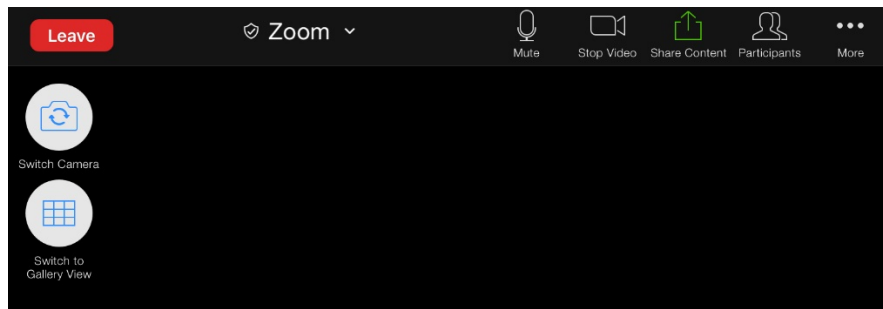 Leave
Zoom
Mute
Stop Video
Share Content
Participants
More
Switch Camera
Switch to
Gallery View